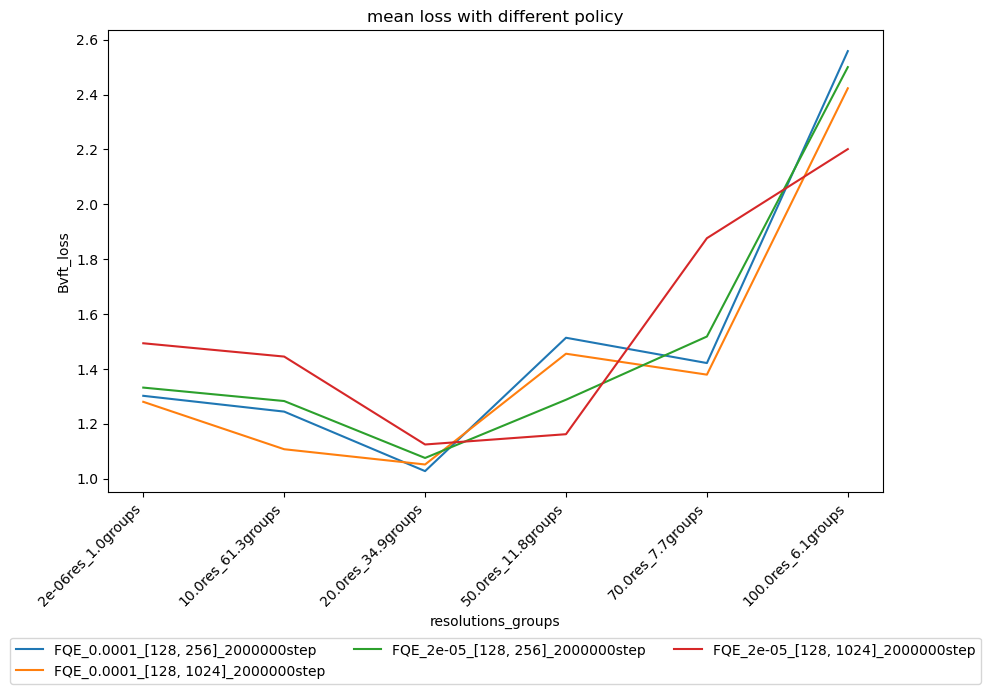 mean loss with different policy
2.6
2.4
2.2
2.0
1.8
1.6
1.4
1.2
1.0
Bvft_loss
2e-06res_1.0groups
10.0res_61.3groups
20.0res_34.9groups
50.0res_11.8groups
70.0res_7.7groups
100.0res_6.1groups
resolutions_groups
FQE_0.0001_[128, 256]_2000000step
FQE_0.0001_[128, 1024]_2000000step
FQE_2e-05_[128, 256]_2000000step
FQE_2e-05_[128, 1024]_2000000step